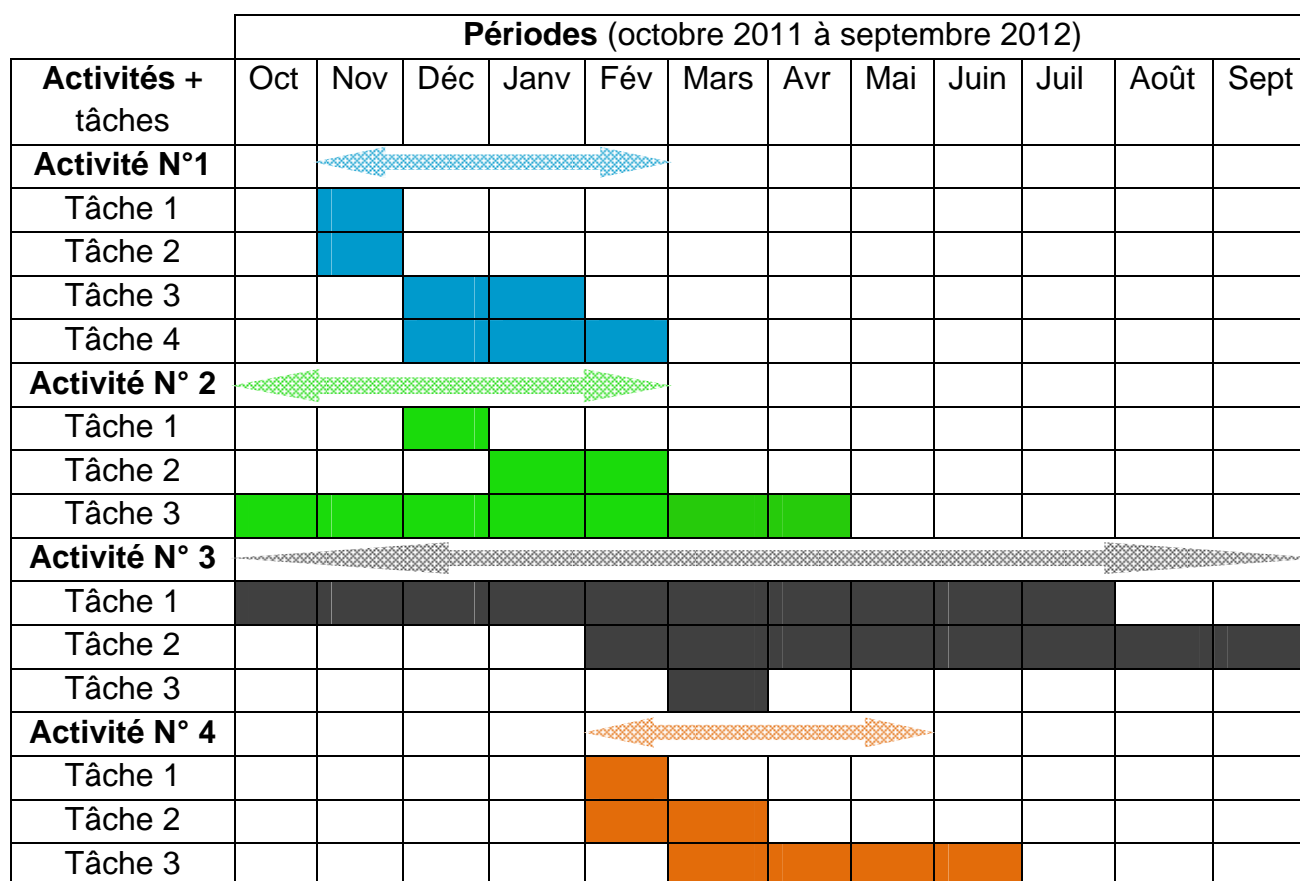 Périodes (octobre 2011 à septembre 2012)
Activités + Oct Nov Déc Janv Fév Mars Avr Mai Juin Juil Août Sept
tâches
Activité N°1
Tâche 1
Tâche 2
Tâche 3
Tâche 4
Activité N° 2
Tâche 1
Tâche 2
Tâche 3
Activité N° 3
Tâche 1
Tâche 2
Tâche 3
Activité N° 4
Tâche 1
Tâche 2
Tâche 3